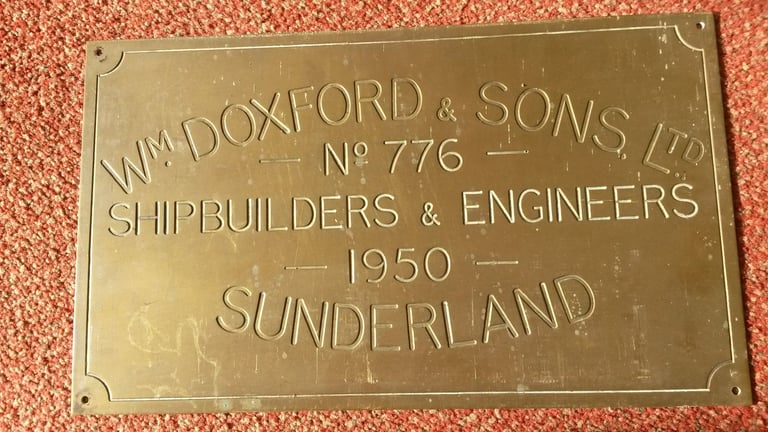 WM. DOXFORD & SONS, LTD.
— No 776 —
SHIPBUILDERS & ENGINEERS
— 1950 —
SUNDERLAND